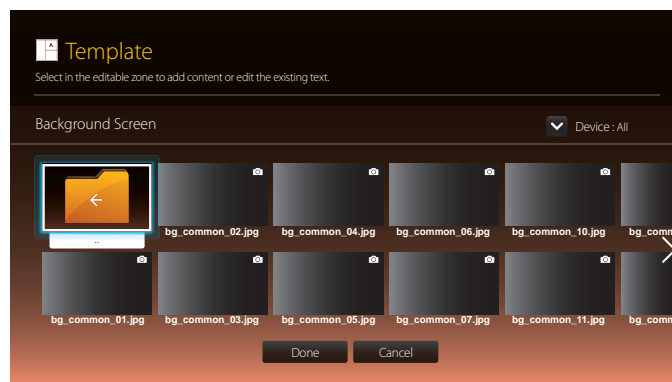 A
Template
Select in the editable zone to add content or edit the existing text.
Background Screen
Device : All
bg_common_02.jpg bg_common_04.jpg bg_common_06.jpg bg_common_10.jpg bg_comm
..
bg_common_01.jpg bg_common_03.jpg bg_common_05.jpg bg_common_07.jpg bg_common_11.jpg bg_comm
Done Cancel